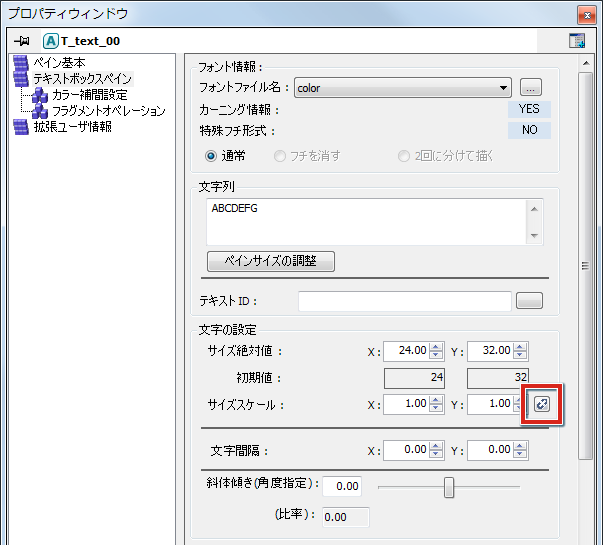 プロパティウィンドウ
A T_text_00
ペイン基本
テキストボックスペイン
カラー補間設定
フラグメントオペレーション
拡張ユーザ情報
フォント情報:
フォントファイル名: color ...
カーニング情報: YES
特殊フチ形式: NO
通常 フチを消す 2回に分けて描く
文字列
ABCDEFG
ペインサイズの調整
テキストID:
文字の設定
サイズ絶対値: X: 24.00 Y: 32.00
初期値: 24 32
サイズスケール: X: 1.00 Y: 1.00
文字間隔: X: 0.00 Y: 0.00
斜体傾き(角度指定): 0.00
(比率): 0.00